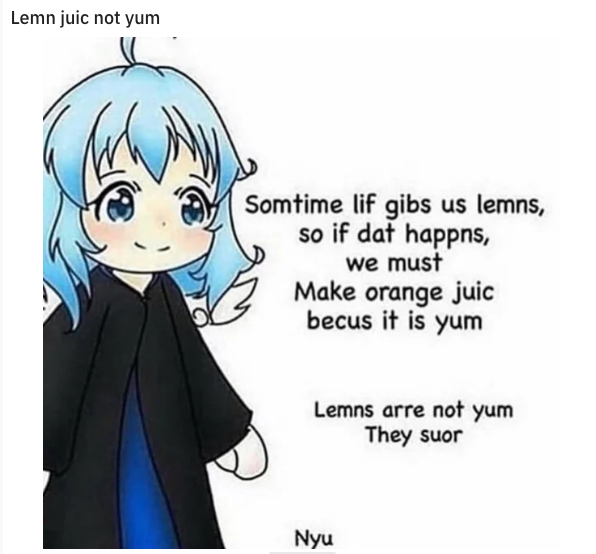 Lemn juic not yum
Somtime lif gibs us lemns,
so if dat happns,
we must
Make orange juic
becus it is yum
Lemns arre not yum
They suor
Nyu